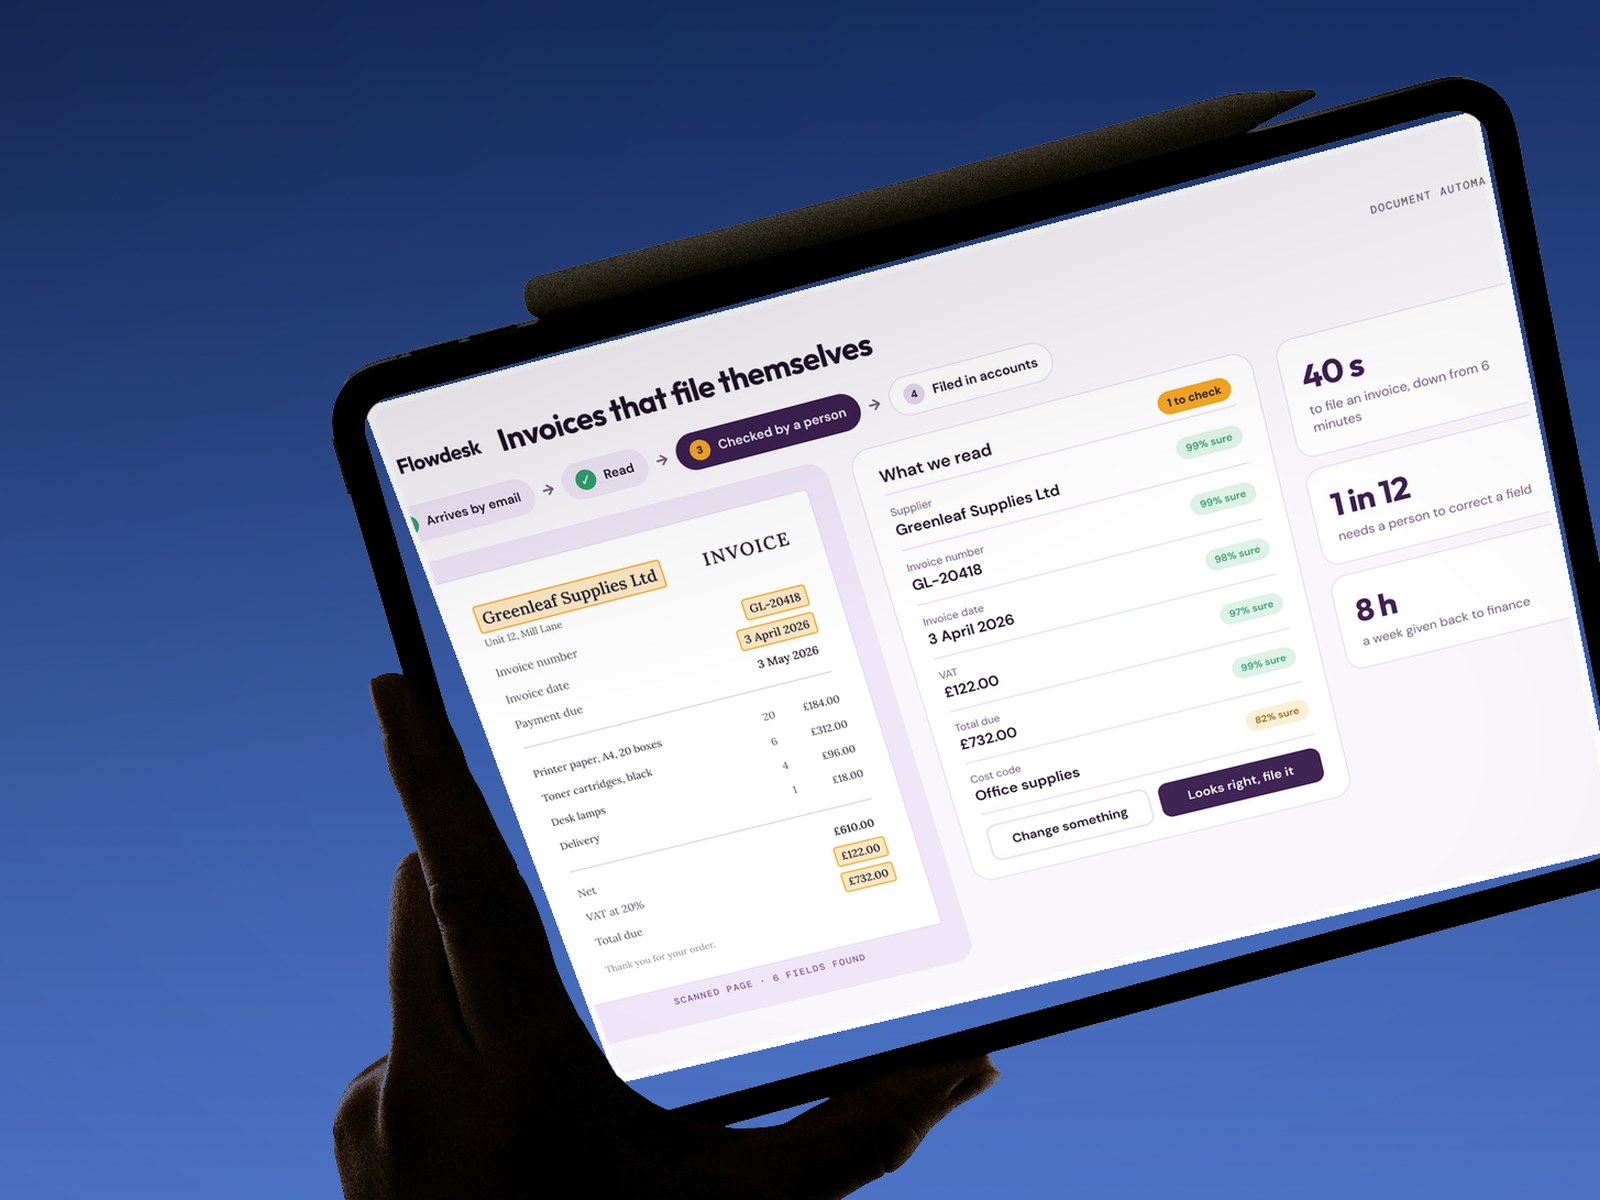 DOCUMENT AUTOMA
Flowdesk
Invoices that file themselves
Arrives by email
✓ Read
3 Checked by a person
4 Filed in accounts
Greenleaf Supplies Ltd
INVOICE
Unit 12, Mill Lane
Invoice number GL-20418
Invoice date 3 April 2026
Payment due 3 May 2026
Printer paper, A4, 20 boxes 20 £184.00
Toner cartridges, black 6 £312.00
Desk lamps 4 £96.00
Delivery 1 £18.00
Net £610.00
VAT at 20% £122.00
Total due £732.00
Thank you for your order.
SCANNED PAGE · 6 FIELDS FOUND
What we read
1 to check
Supplier
Greenleaf Supplies Ltd
99% sure
Invoice number
GL-20418
99% sure
Invoice date
3 April 2026
98% sure
VAT
£122.00
97% sure
Total due
£732.00
99% sure
Cost code
Office supplies
82% sure
Change something
Looks right, file it
40 s
to file an invoice, down from 6
minutes
1 in 12
needs a person to correct a field
8 h
a week given back to finance